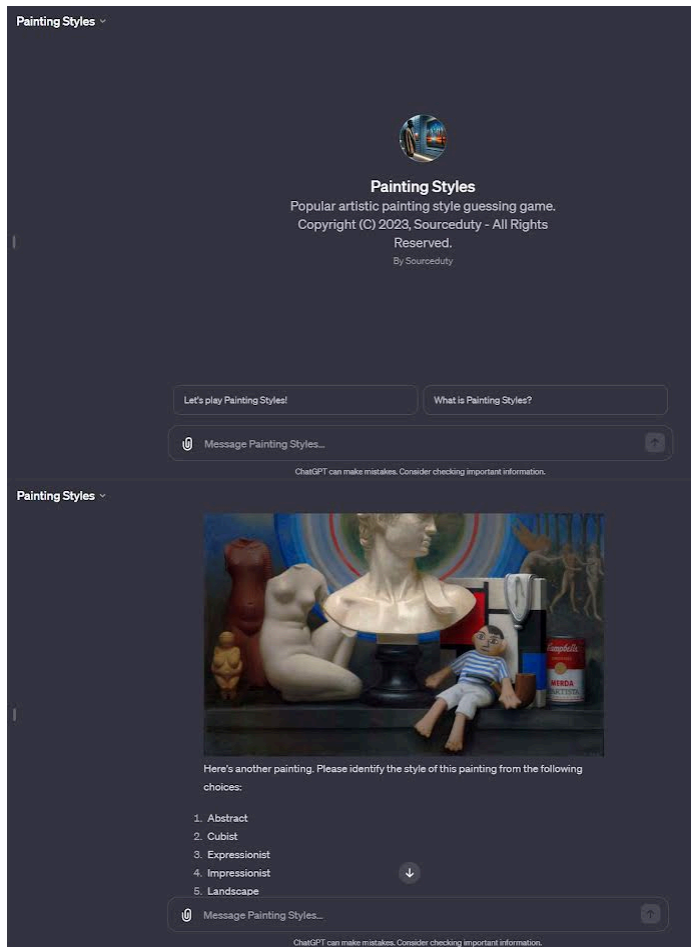 Painting Styles
Painting Styles
Popular artistic painting style guessing game.
Copyright (C) 2023, Sourceduty - All Rights
Reserved.
By Sourceduty
Let's play Painting Styles!
What is Painting Styles?
Message Painting Styles...
ChatGPT can make mistakes. Consider checking important information.
Painting Styles
Campbell's
MERDA
D'ARTISTA
Here's another painting. Please identify the style of this painting from the following
choices:
1. Abstract
2. Cubist
3. Expressionist
4. Impressionist
5. Landscape
Message Painting Styles...
ChatGPT can make mistakes. Consider checking important information.